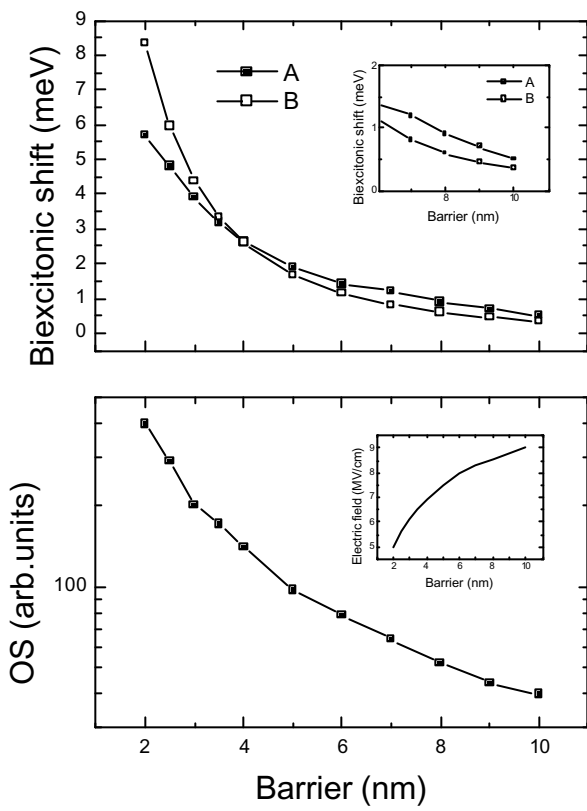 9
8
7
6
5
4
3
2
1
0
Biexcitonic shift (meV)
A
B
2
1
0
Biexcitonic shift (meV)
A
B
8
10
Barrier (nm)
100
OS (arb.units)
9
8
7
6
5
Electric field (MV/cm)
2 4 6 8 10
Barrier (nm)
2 4 6 8 10
Barrier (nm)